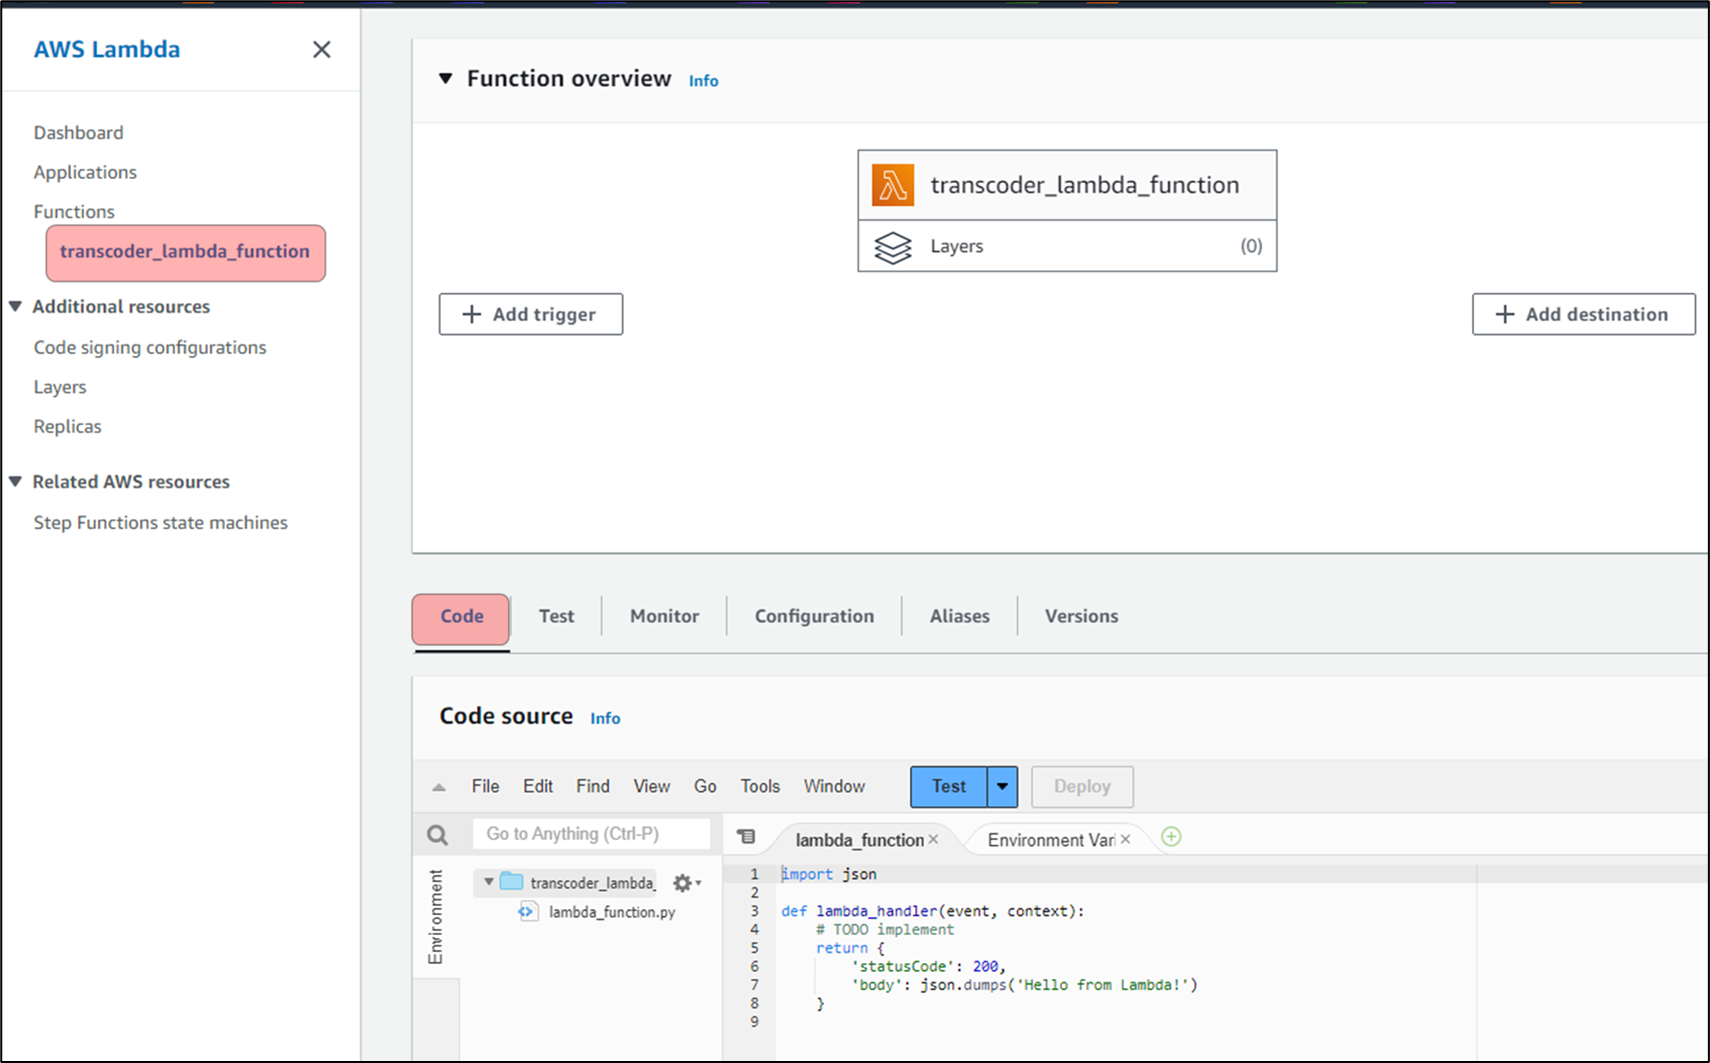 AWS Lambda
Dashboard
Applications
Functions
transcoder_lambda_function
Additional resources
Code signing configurations
Layers
Replicas
Related AWS resources
Step Functions state machines
Function overview Info
transcoder_lambda_function
Layers (0)
+ Add trigger
+ Add destination
Code Test Monitor Configuration Aliases Versions
Code source Info
File Edit Find View Go Tools Window Test Deploy
Go to Anything (Ctrl-P)
lambda_function × Environment Vari ×
Environment
transcoder_lambda_
lambda_function.py
1 import json
2
3 def lambda_handler(event, context):
4     # TODO implement
5     return {
6         'statusCode': 200,
7         'body': json.dumps('Hello from Lambda!')
8     }
9